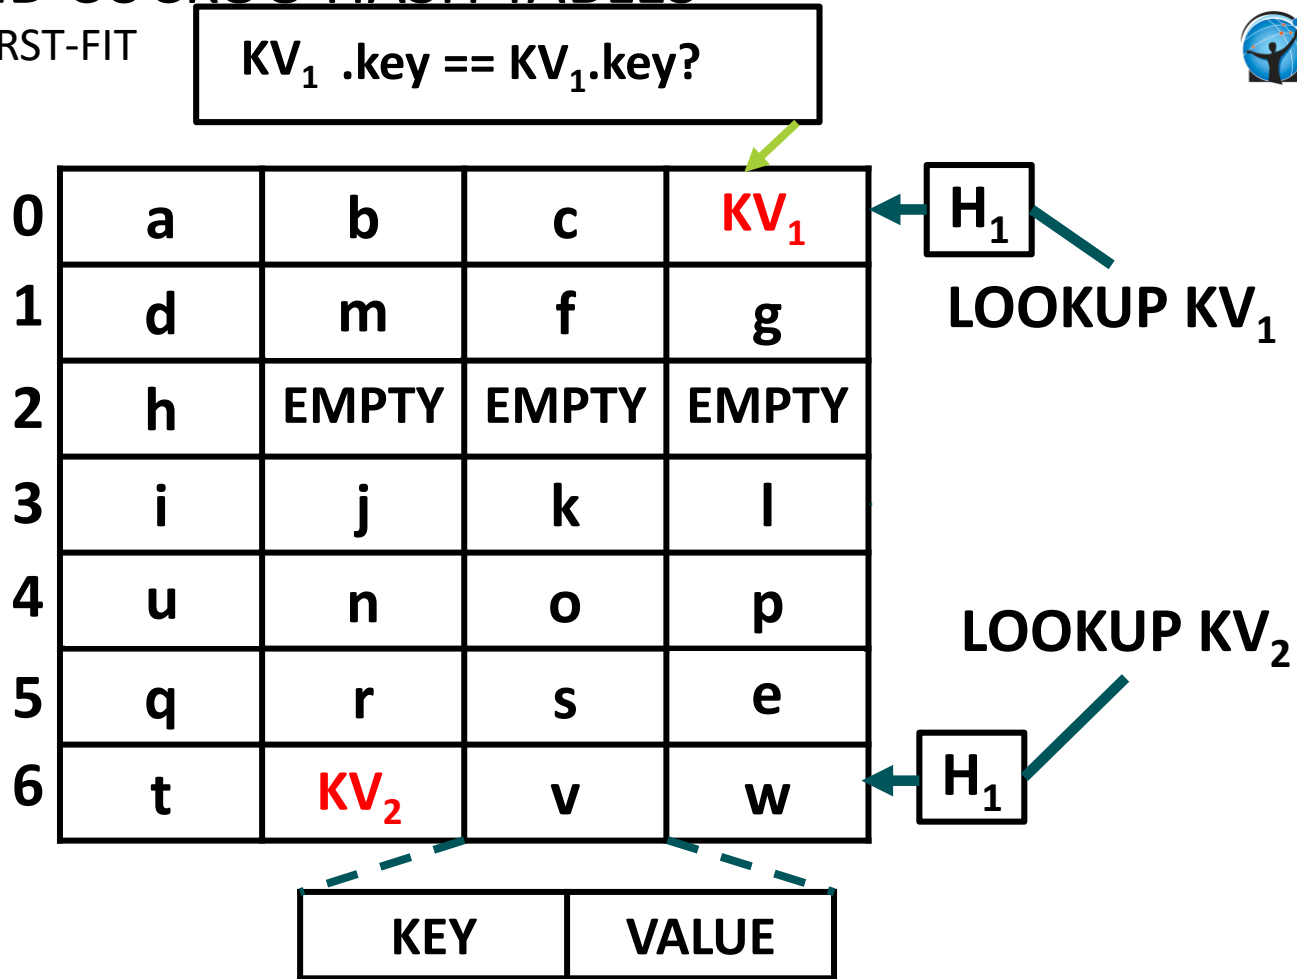 RST-FIT
KV₁ .key == KV₁.key?
0 a b c KV₁ H₁
1 d m f g LOOKUP KV₁
2 h EMPTY EMPTY EMPTY
3 i j k l
4 u n o p LOOKUP KV₂
5 q r s e
6 t KV₂ v w H₁
KEY VALUE